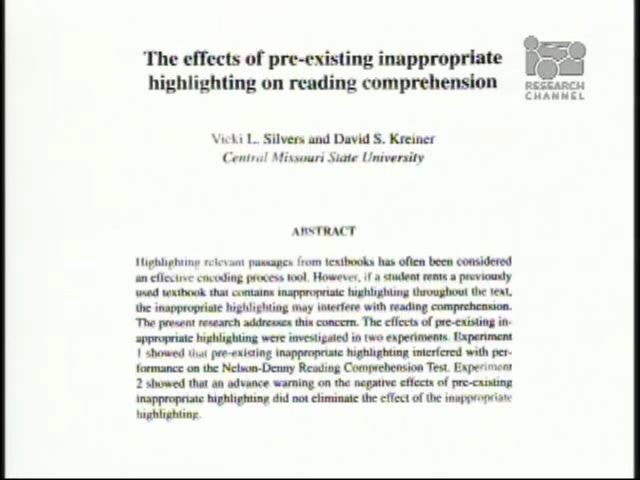 The effects of pre-existing inappropriate
highlighting on reading comprehension
RESEARCH
CHANNEL
Vicki L. Silvers and David S. Kreiner
Central Missouri State University
ABSTRACT
Highlighting relevant passages from textbooks has often been considered
an effective encoding process tool. However, if a student rents a previously
used textbook that contains inappropriate highlighting throughout the text,
the inappropriate highlighting may interfere with reading comprehension.
The present research addresses this concern. The effects of pre-existing in-
appropriate highlighting were investigated in two experiments. Experiment
1 showed that pre-existing inappropriate highlighting interfered with per-
formance on the Nelson-Denny Reading Comprehension Test. Experiment
2 showed that an advance warning on the negative effects of pre-existing
inappropriate highlighting did not eliminate the effect of the inappropriate
highlighting.